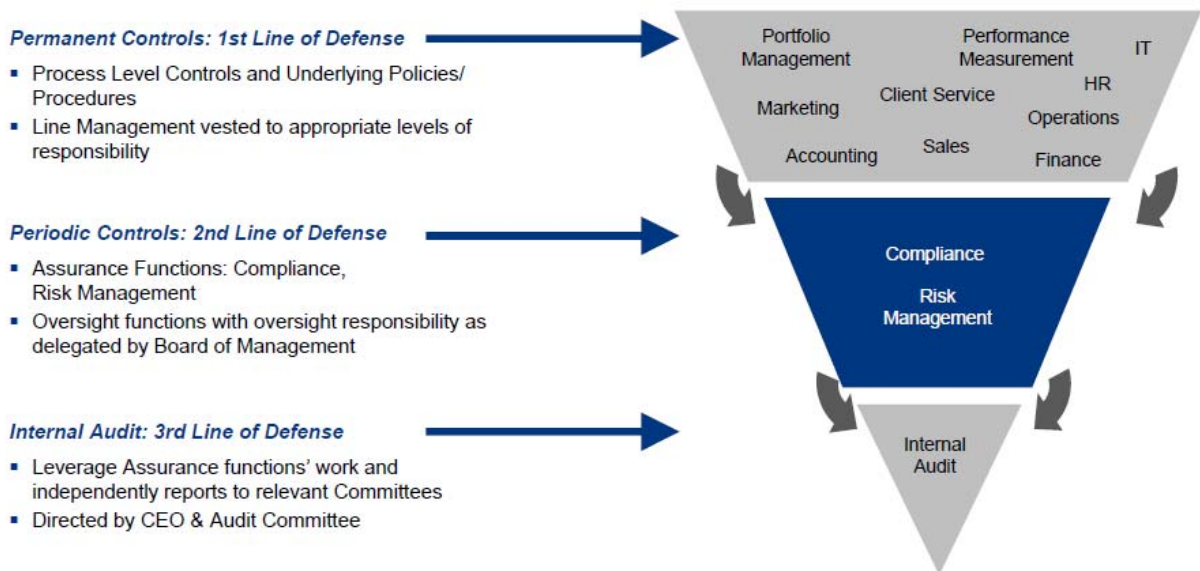 Permanent Controls: 1st Line of Defense
▪ Process Level Controls and Underlying Policies/
Procedures
▪ Line Management vested to appropriate levels of
responsibility
Periodic Controls: 2nd Line of Defense
▪ Assurance Functions: Compliance,
Risk Management
▪ Oversight functions with oversight responsibility as
delegated by Board of Management
Internal Audit: 3rd Line of Defense
▪ Leverage Assurance functions’ work and
independently reports to relevant Committees
▪ Directed by CEO & Audit Committee
Portfolio
Management
Performance
Measurement
IT
HR
Client Service
Marketing
Operations
Sales
Accounting
Finance
Compliance
Risk
Management
Internal
Audit